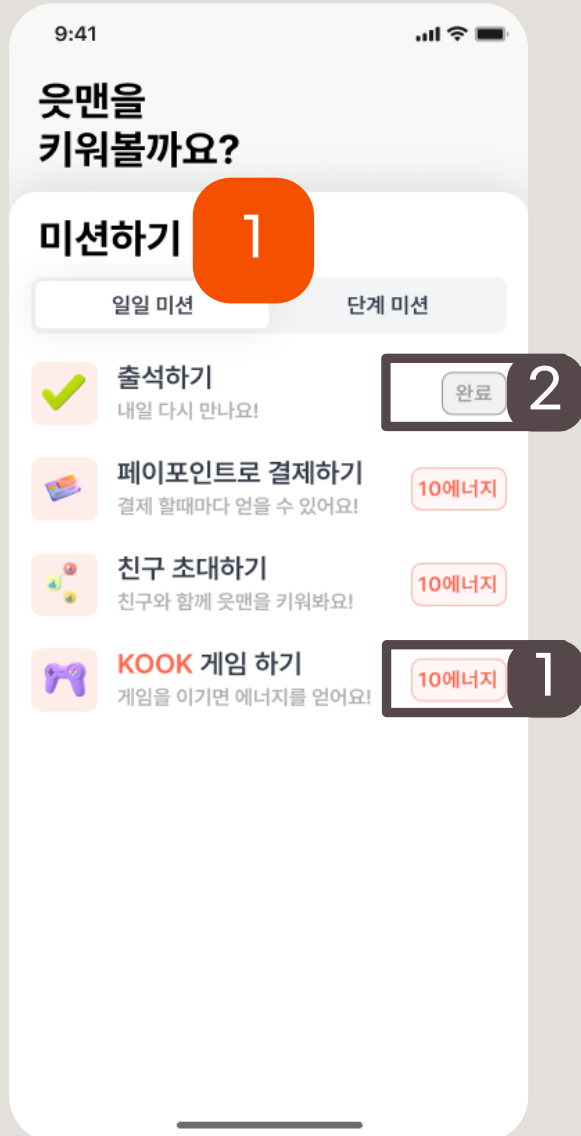 9:41
웃맨을
키워볼까요?
미션하기
1
일일 미션
단계 미션
출석하기
내일 다시 만나요!
완료
2
페이포인트로 결제하기
결제 할때마다 얻을 수 있어요!
10에너지
친구 초대하기
친구와 함께 웃맨을 키워봐요!
10에너지
KOOK 게임 하기
게임을 이기면 에너지를 얻어요!
10에너지
1